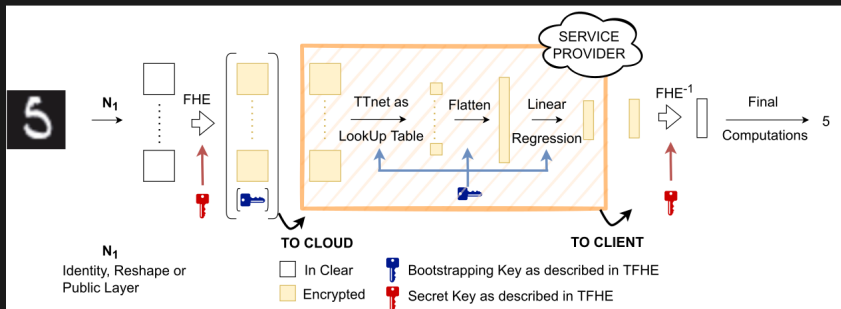 SERVICE
PROVIDER
5
N1
FHE
TTnet as
LookUp Table
Flatten
Linear
Regression
FHE-1
Final
Computations
5
TO CLOUD
TO CLIENT
N1
Identity, Reshape or
Public Layer
In Clear
Encrypted
Bootstrapping Key as described in TFHE
Secret Key as described in TFHE